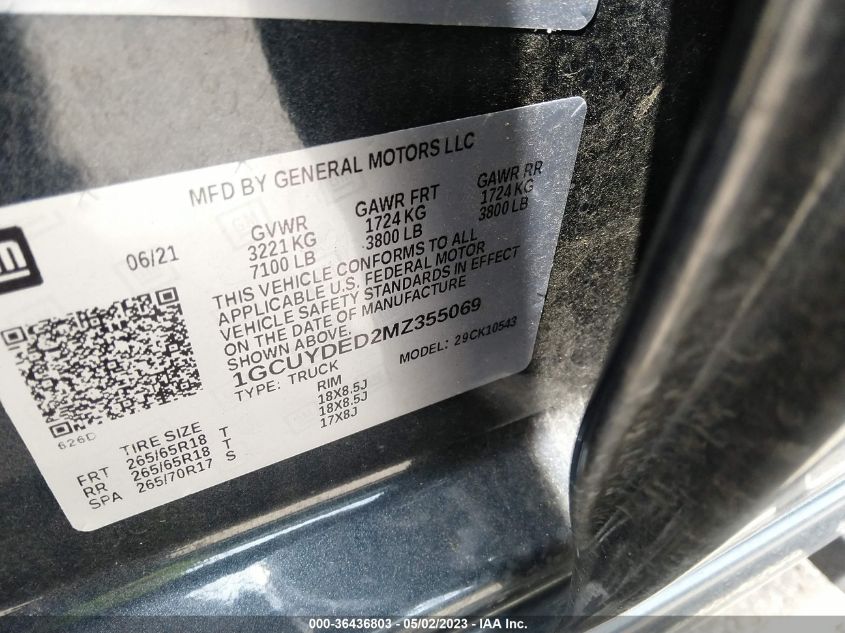 MFD BY GENERAL MOTORS LLC
GM
06/21
GVWR
3221 KG
7100 LB
GAWR FRT
1724 KG
3800 LB
GAWR RR
1724 KG
3800 LB
THIS VEHICLE CONFORMS TO ALL
APPLICABLE U.S. FEDERAL MOTOR
VEHICLE SAFETY STANDARDS IN EFFECT
ON THE DATE OF MANUFACTURE
SHOWN ABOVE.
1GCUYDED2MZ355069
TYPE: TRUCK
MODEL: 29CK10543
626D
TIRE SIZE
RIM
FRT 265/65R18 T 18X8.5J
RR 265/65R18 T 18X8.5J
SPA 265/70R17 S 17X8J
000-36436803 - 05/02/2023 - IAA Inc.